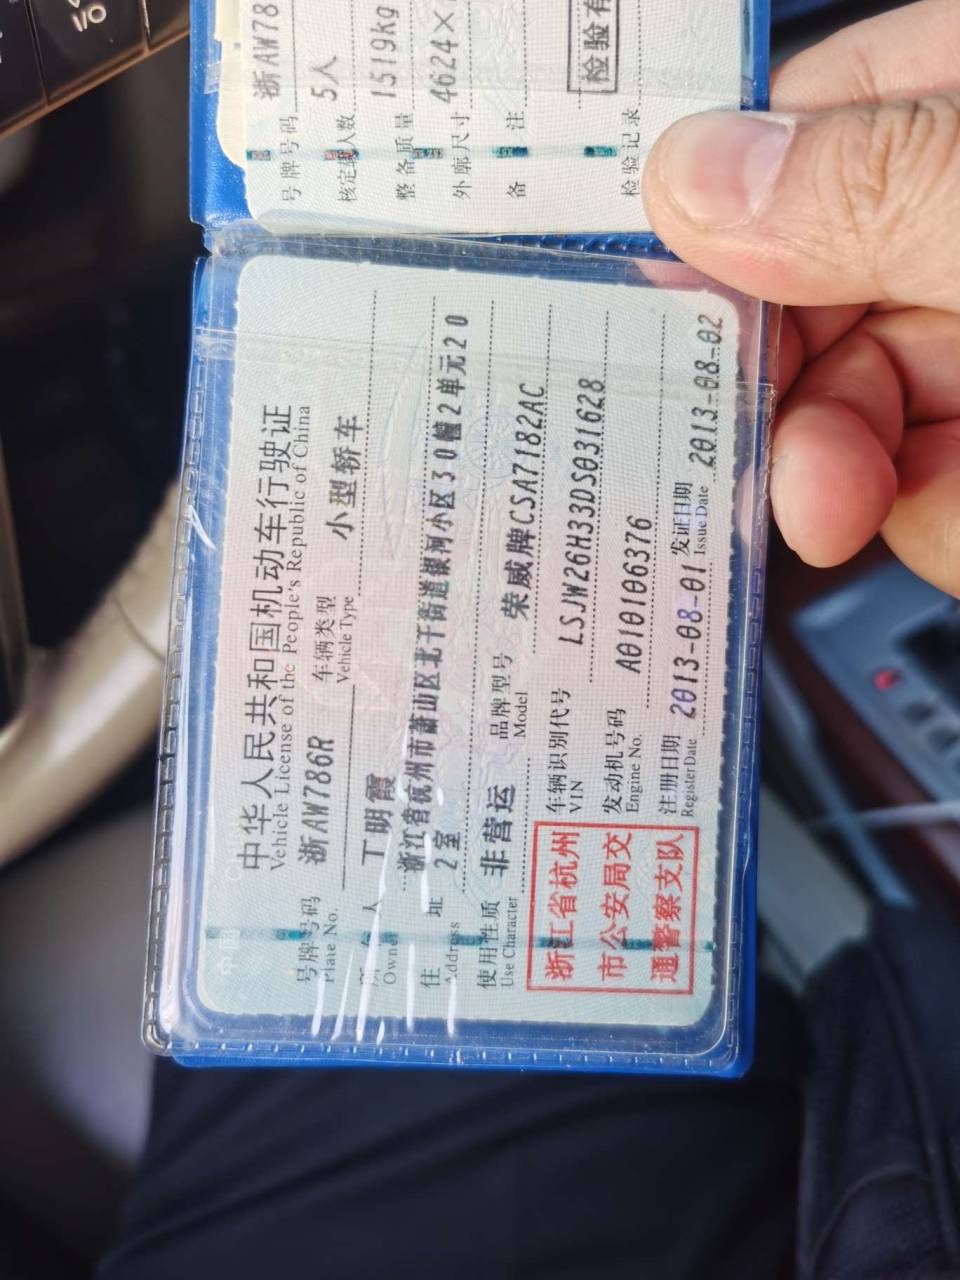 I/O
号牌号码 浙AW78
核定载人数 5人
整备质量 1519kg
外廓尺寸 4624×
备注
检验记录 检验有
中华人民共和国机动车行驶证
Vehicle License of the People's Republic of China
号牌号码 浙AW786R 车辆类型 小型轿车
Plate No. Vehicle Type
所有人 丁明霞
Owner
住址 浙江省杭州市萧山区北干街道银河小区30幢2单元20
Address 2室
使用性质 非营运 品牌型号 荣威牌CSA7182AC
Use Character Model
浙江省杭州
市公安局交
通警察支队
车辆识别代号 LSJW26H33DS031628
VIN
发动机号码 A0106376
Engine No.
注册日期 2013-08-01 发证日期 2013-08-02
Register Date Issue Date